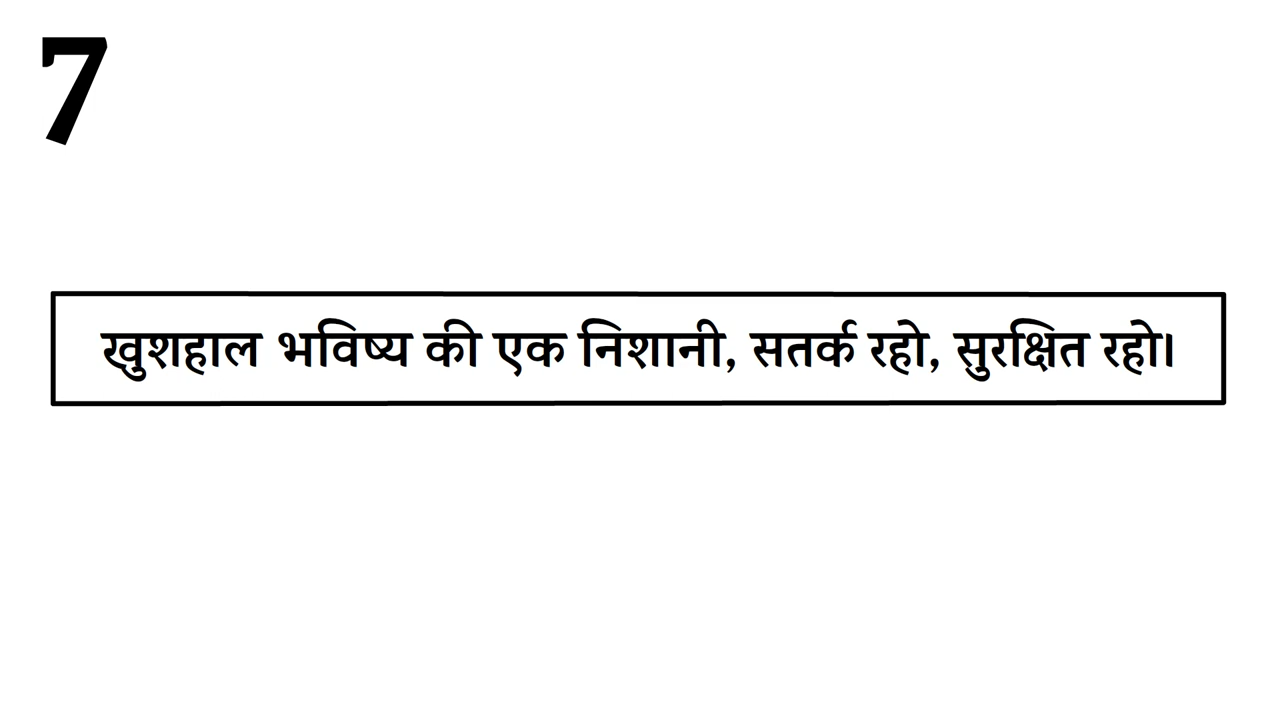 7
खुशहाल भविष्य की एक निशानी, सतर्क रहो, सुरक्षित रहो।